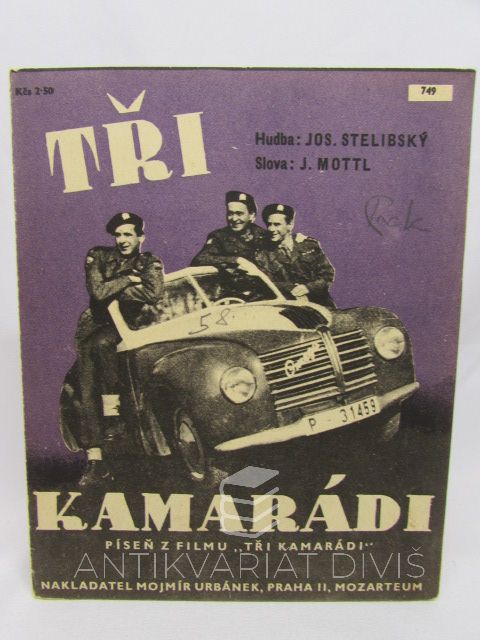 Kčs 2·50
749
TŘI
Hudba: JOS. STELIBSKÝ
Slova: J. MOTTL
58
P - 31459
KAMARÁDI
PÍSEŇ Z FILMU „TŘI KAMARÁDI"
ANTIKVARIÁT DIVIŠ
NAKLADATEL MOJMÍR URBÁNEK, PRAHA II, MOZARTEUM